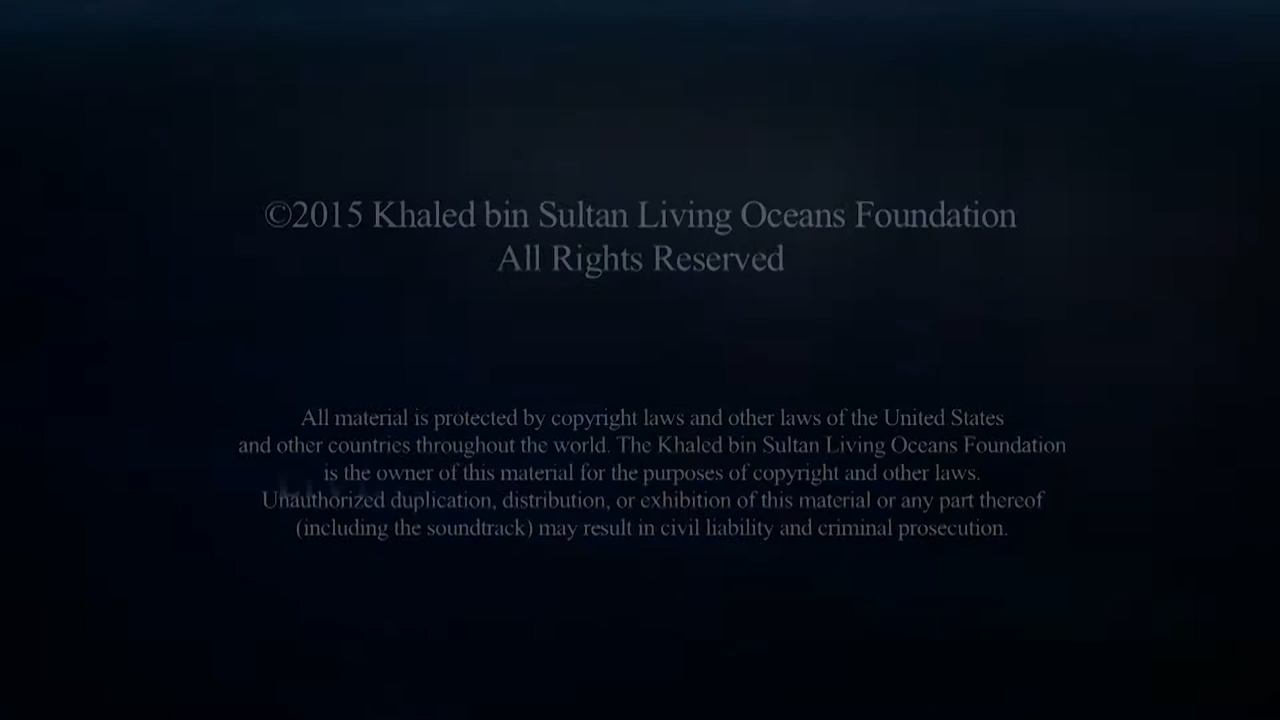 ©2015 Khaled bin Sultan Living Oceans Foundation
All Rights Reserved
All material is protected by copyright laws and other laws of the United States
and other countries throughout the world. The Khaled bin Sultan Living Oceans Foundation
is the owner of this material for the purposes of copyright and other laws.
Unauthorized duplication, distribution, or exhibition of this material or any part thereof
(including the soundtrack) may result in civil liability and criminal prosecution.